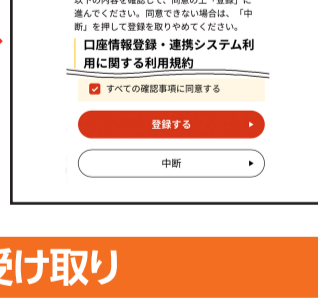 以下の内容を確認して、同意の上「登録」に
進んでください。同意できない場合は、「中
断」を押して登録を取りやめてください。
口座情報登録・連携システム利
用に関する利用規約
すべての確認事項に同意する
登録する
中断
受け取り